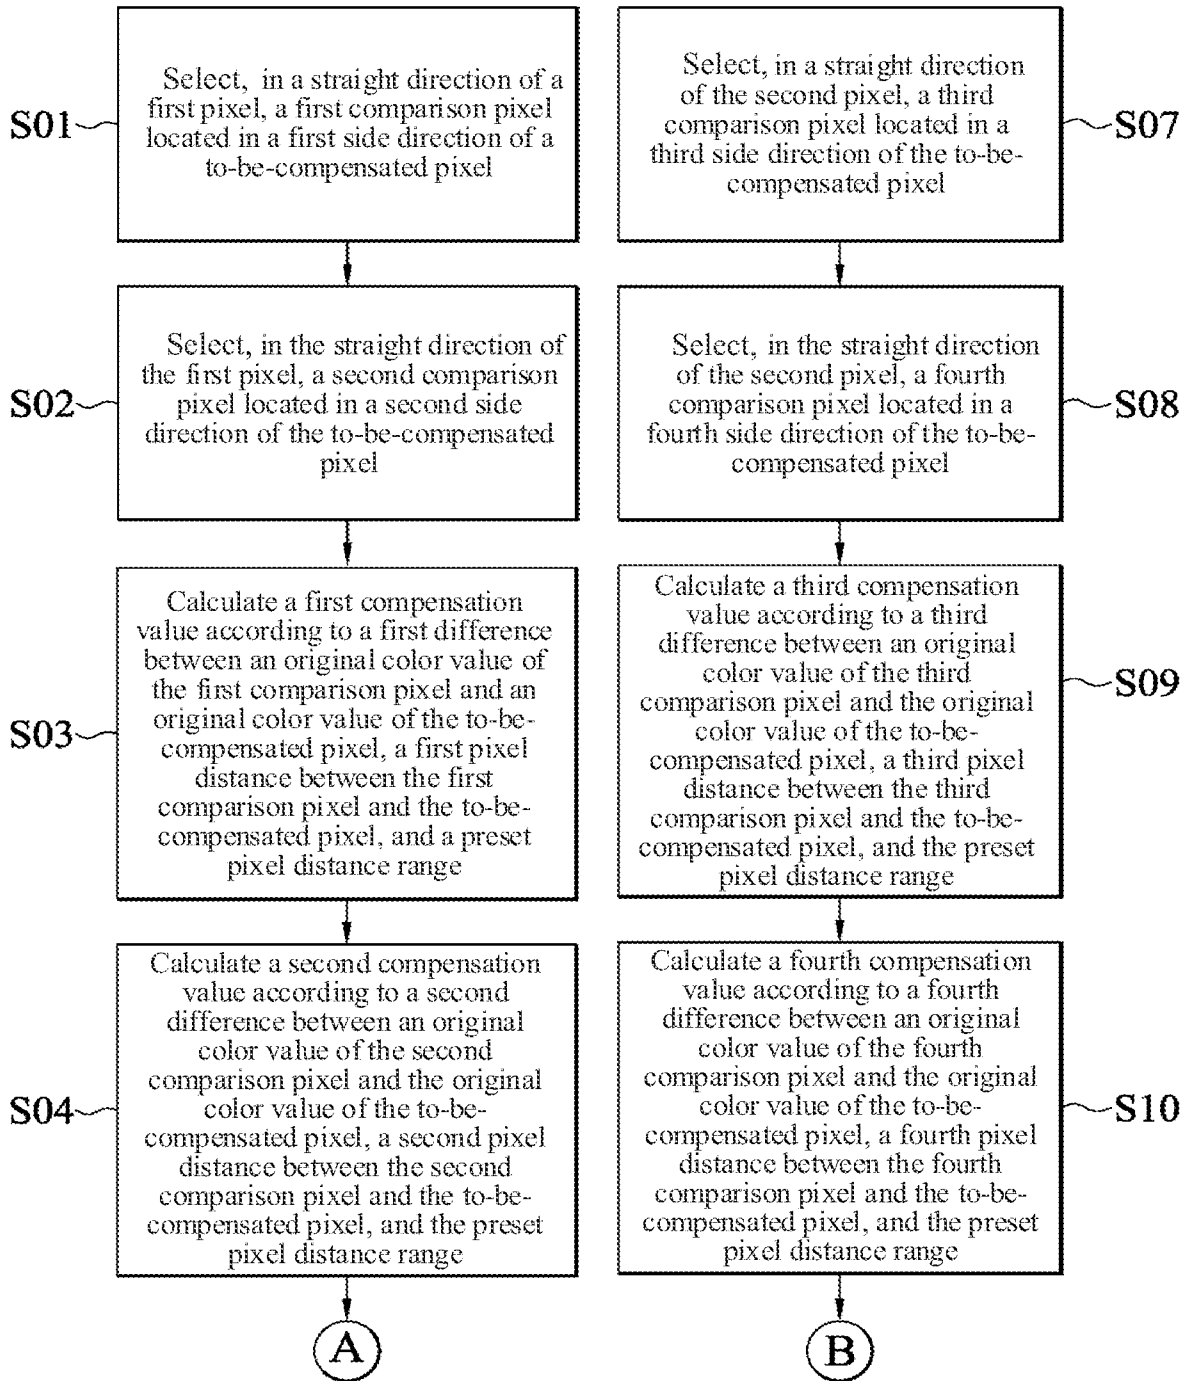 S01
Select, in a straight direction of a
first pixel, a first comparison pixel
located in a first side direction of a
to-be-compensated pixel
S02
Select, in the straight direction of
the first pixel, a second comparison
pixel located in a second side
direction of the to-be-compensated
pixel
S03
Calculate a first compensation
value according to a first difference
between an original color value of
the first comparison pixel and an
original color value of the to-be-
compensated pixel, a first pixel
distance between the first
comparison pixel and the to-be-
compensated pixel, and a preset
pixel distance range
S04
Calculate a second compensation
value according to a second
difference between an original
color value of the second
comparison pixel and the original
color value of the to-be-
compensated pixel, a second pixel
distance between the second
comparison pixel and the to-be-
compensated pixel, and the preset
pixel distance range
A
Select, in a straight direction
of the second pixel, a third
comparison pixel located in a
third side direction of the to-be-
compensated pixel
S07
Select, in the straight direction
of the second pixel, a fourth
comparison pixel located in a
fourth side direction of the to-be-
compensated pixel
S08
Calculate a third compensation
value according to a third
difference between an original
color value of the third
comparison pixel and the original
color value of the to-be-
compensated pixel, a third pixel
distance between the third
comparison pixel and the to-be-
compensated pixel, and the preset
pixel distance range
S09
Calculate a fourth compensation
value according to a fourth
difference between an original
color value of the fourth
comparison pixel and the original
color value of the to-be-
compensated pixel, a fourth pixel
distance between the fourth
comparison pixel and the to-be-
compensated pixel, and the preset
pixel distance range
S10
B